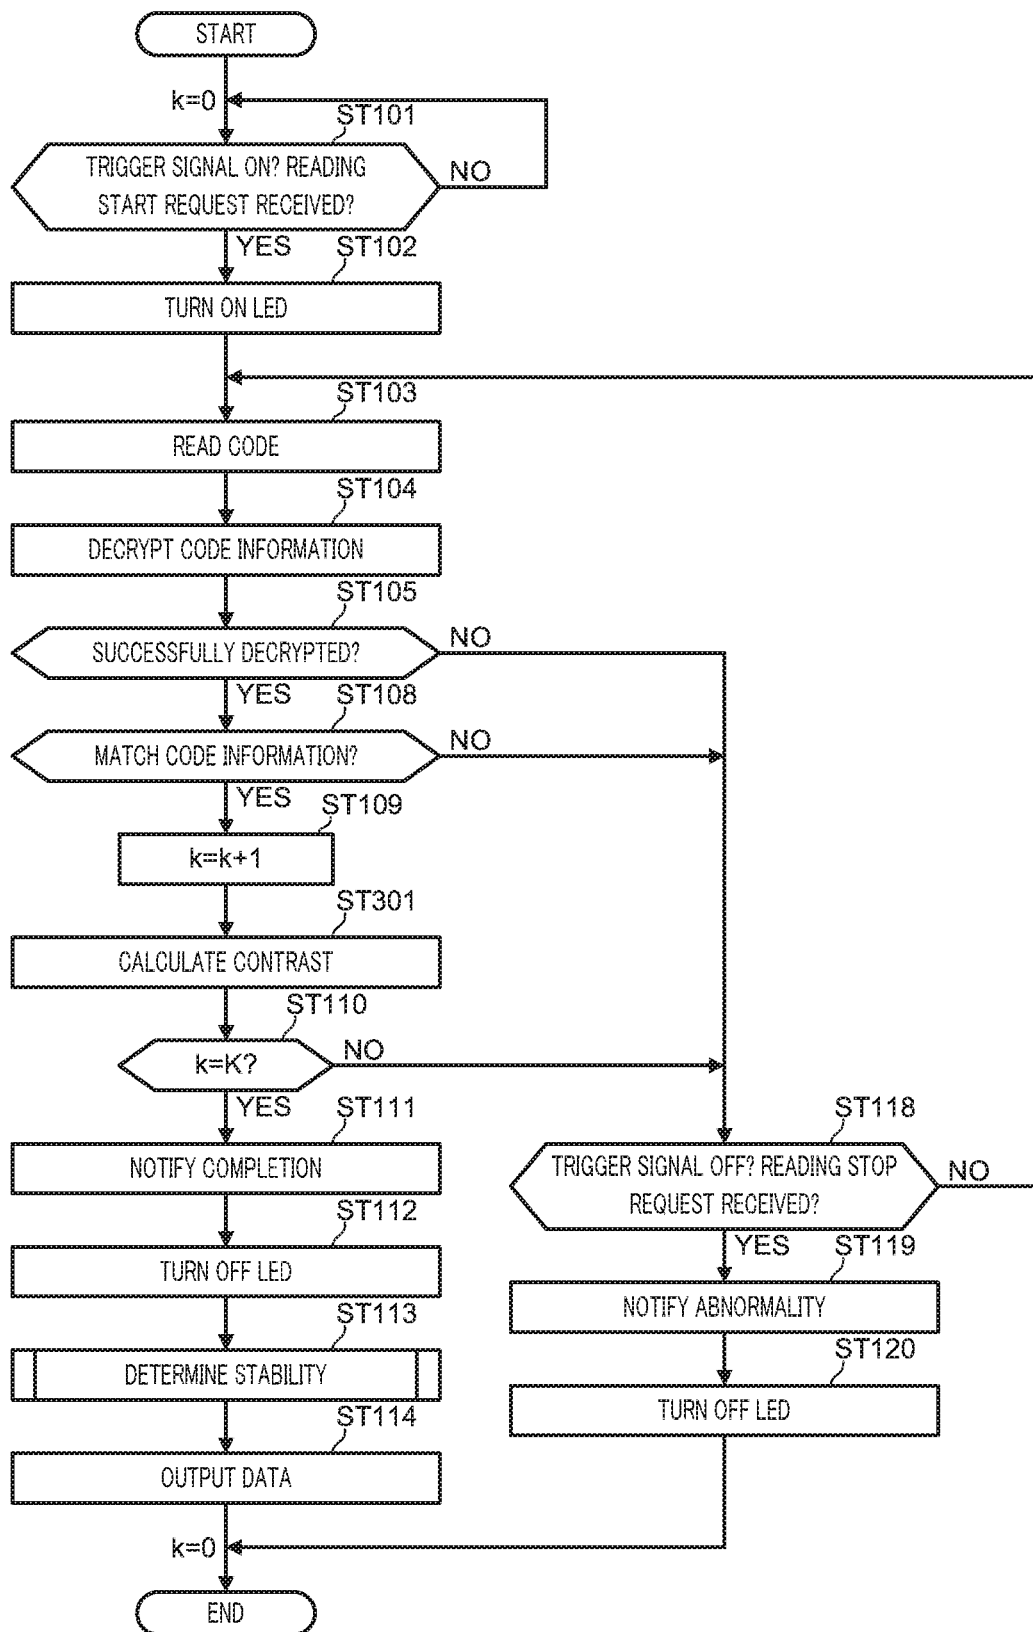 START
k=0
ST101
TRIGGER SIGNAL ON? READING
START REQUEST RECEIVED?
NO
YES
ST102
TURN ON LED
ST103
READ CODE
ST104
DECRYPT CODE INFORMATION
ST105
SUCCESSFULLY DECRYPTED?
NO
YES
ST108
MATCH CODE INFORMATION?
NO
YES
ST109
k=k+1
ST301
CALCULATE CONTRAST
ST110
k=K?
NO
YES
ST111
NOTIFY COMPLETION
ST112
TURN OFF LED
ST113
DETERMINE STABILITY
ST114
OUTPUT DATA
ST118
TRIGGER SIGNAL OFF? READING STOP
REQUEST RECEIVED?
NO
YES
ST119
NOTIFY ABNORMALITY
ST120
TURN OFF LED
k=0
END